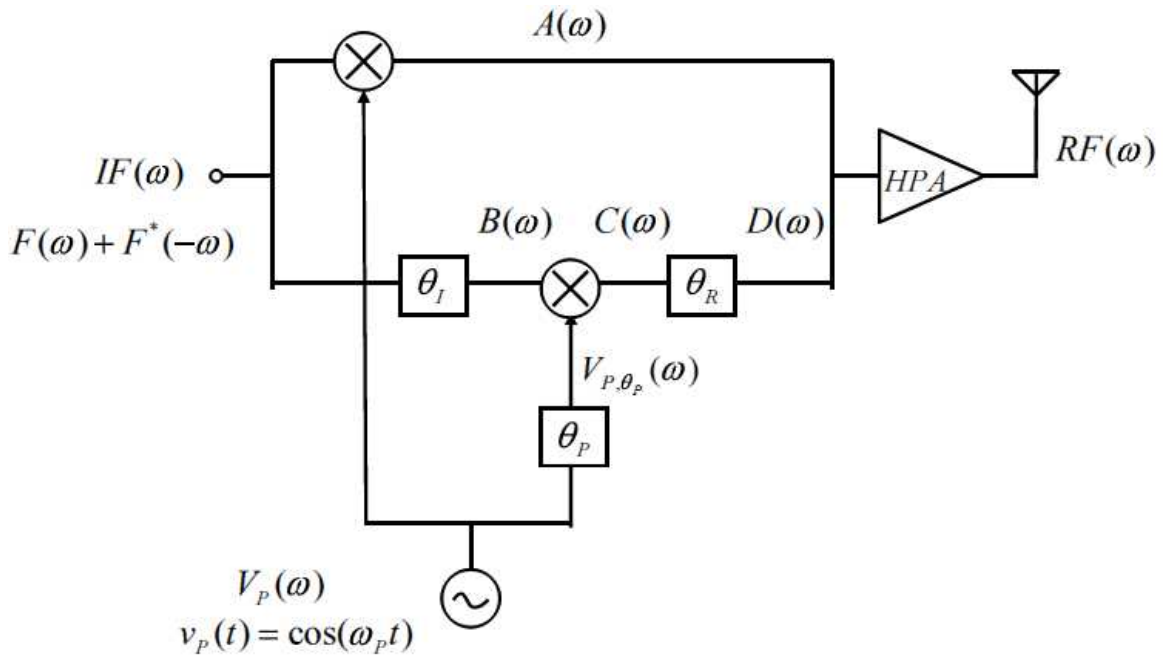 A(ω)
IF(ω)
F(ω) + F*(−ω)
HPA
RF(ω)
B(ω)
C(ω)
D(ω)
θ_I
θ_R
V_{P,θ_P}(ω)
θ_P
V_P(ω)
v_P(t) = cos(ω_P t)